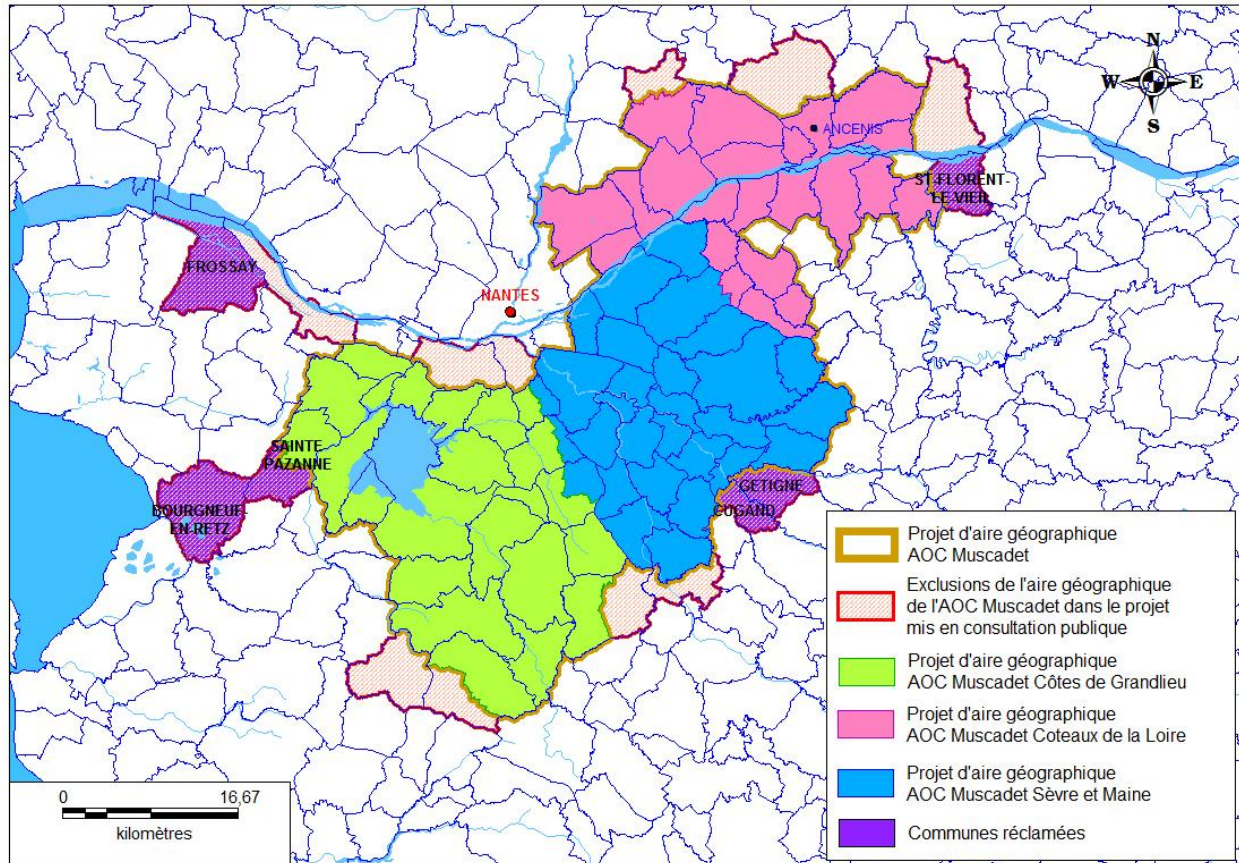 N
W E
S
ANCENIS
ST-FLORENT-
LE-VIEIL
FROSSAY
NANTES
SAINTE
PAZANNE
BOURGNEUF-
EN-RETZ
GETIGNE
CUGAND
Projet d'aire géographique
AOC Muscadet
Exclusions de l'aire géographique
de l'AOC Muscadet dans le projet
mis en consultation publique
Projet d'aire géographique
AOC Muscadet Côtes de Grandlieu
Projet d'aire géographique
AOC Muscadet Coteaux de la Loire
Projet d'aire géographique
AOC Muscadet Sèvre et Maine
Communes réclamées
0 16,67
kilomètres